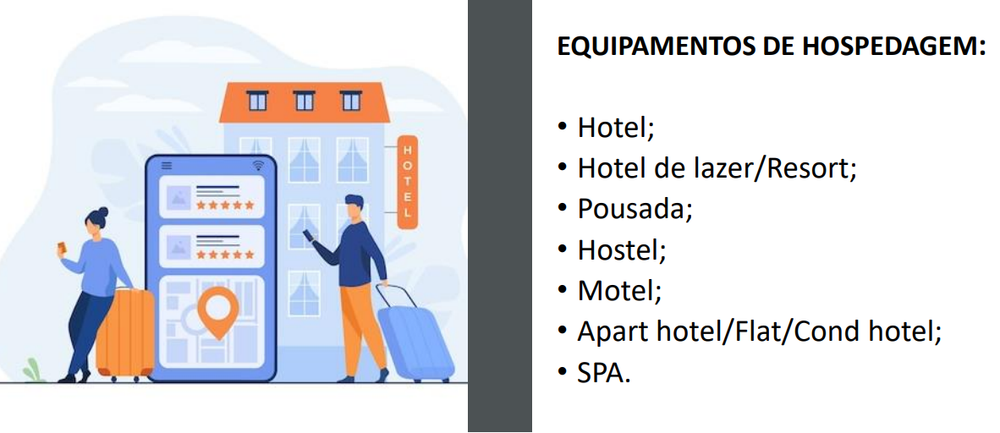 HOTEL
EQUIPAMENTOS DE HOSPEDAGEM:
• Hotel;
• Hotel de lazer/Resort;
• Pousada;
• Hostel;
• Motel;
• Apart hotel/Flat/Cond hotel;
• SPA.